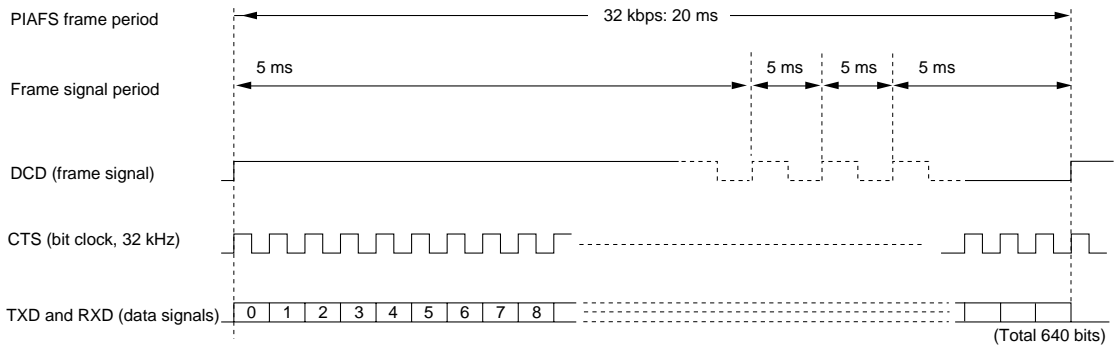 PIAFS frame period
32 kbps: 20 ms
5 ms
5 ms
5 ms
5 ms
Frame signal period
DCD (frame signal)
CTS (bit clock, 32 kHz)
TXD and RXD (data signals)
0 1 2 3 4 5 6 7 8
(Total 640 bits)